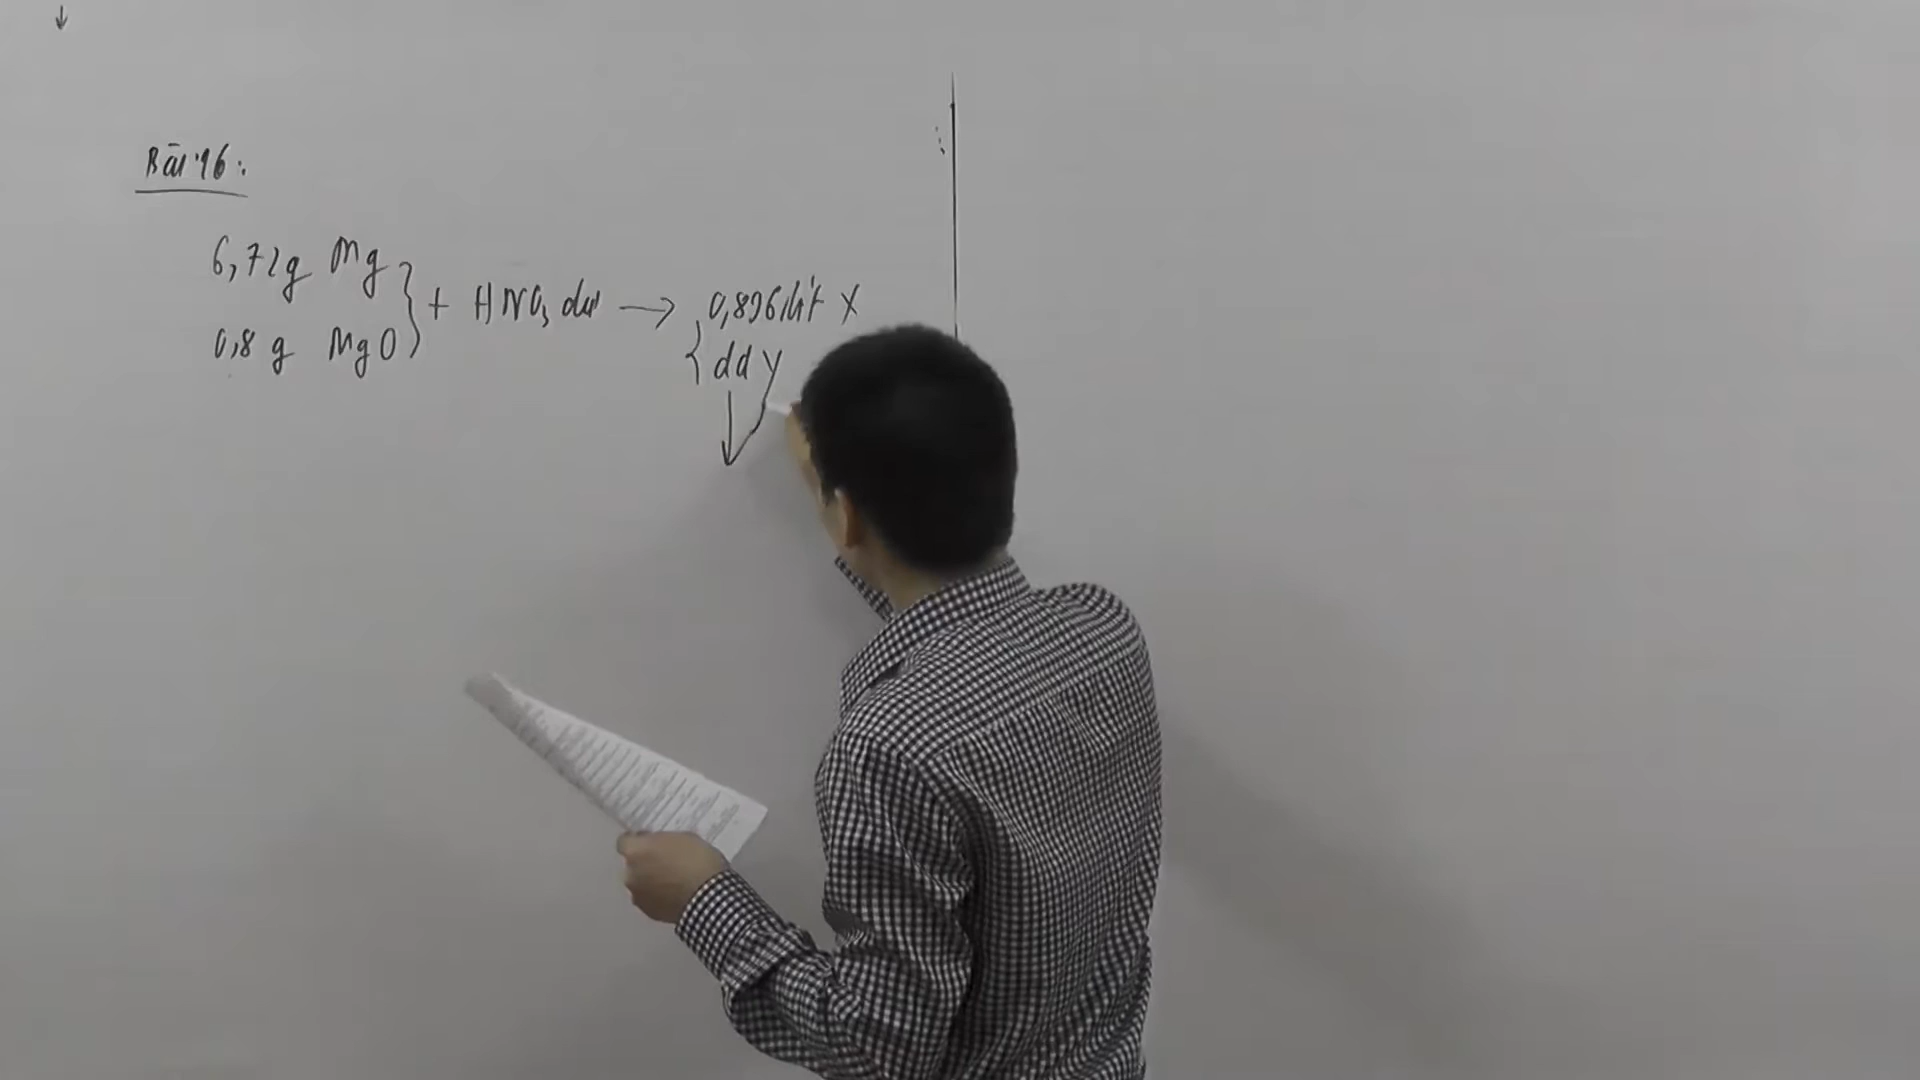 Bài 16:
6,72g Mg
0,8 g MgO } + HNO3 dư → { 0,896 lít X
dd Y